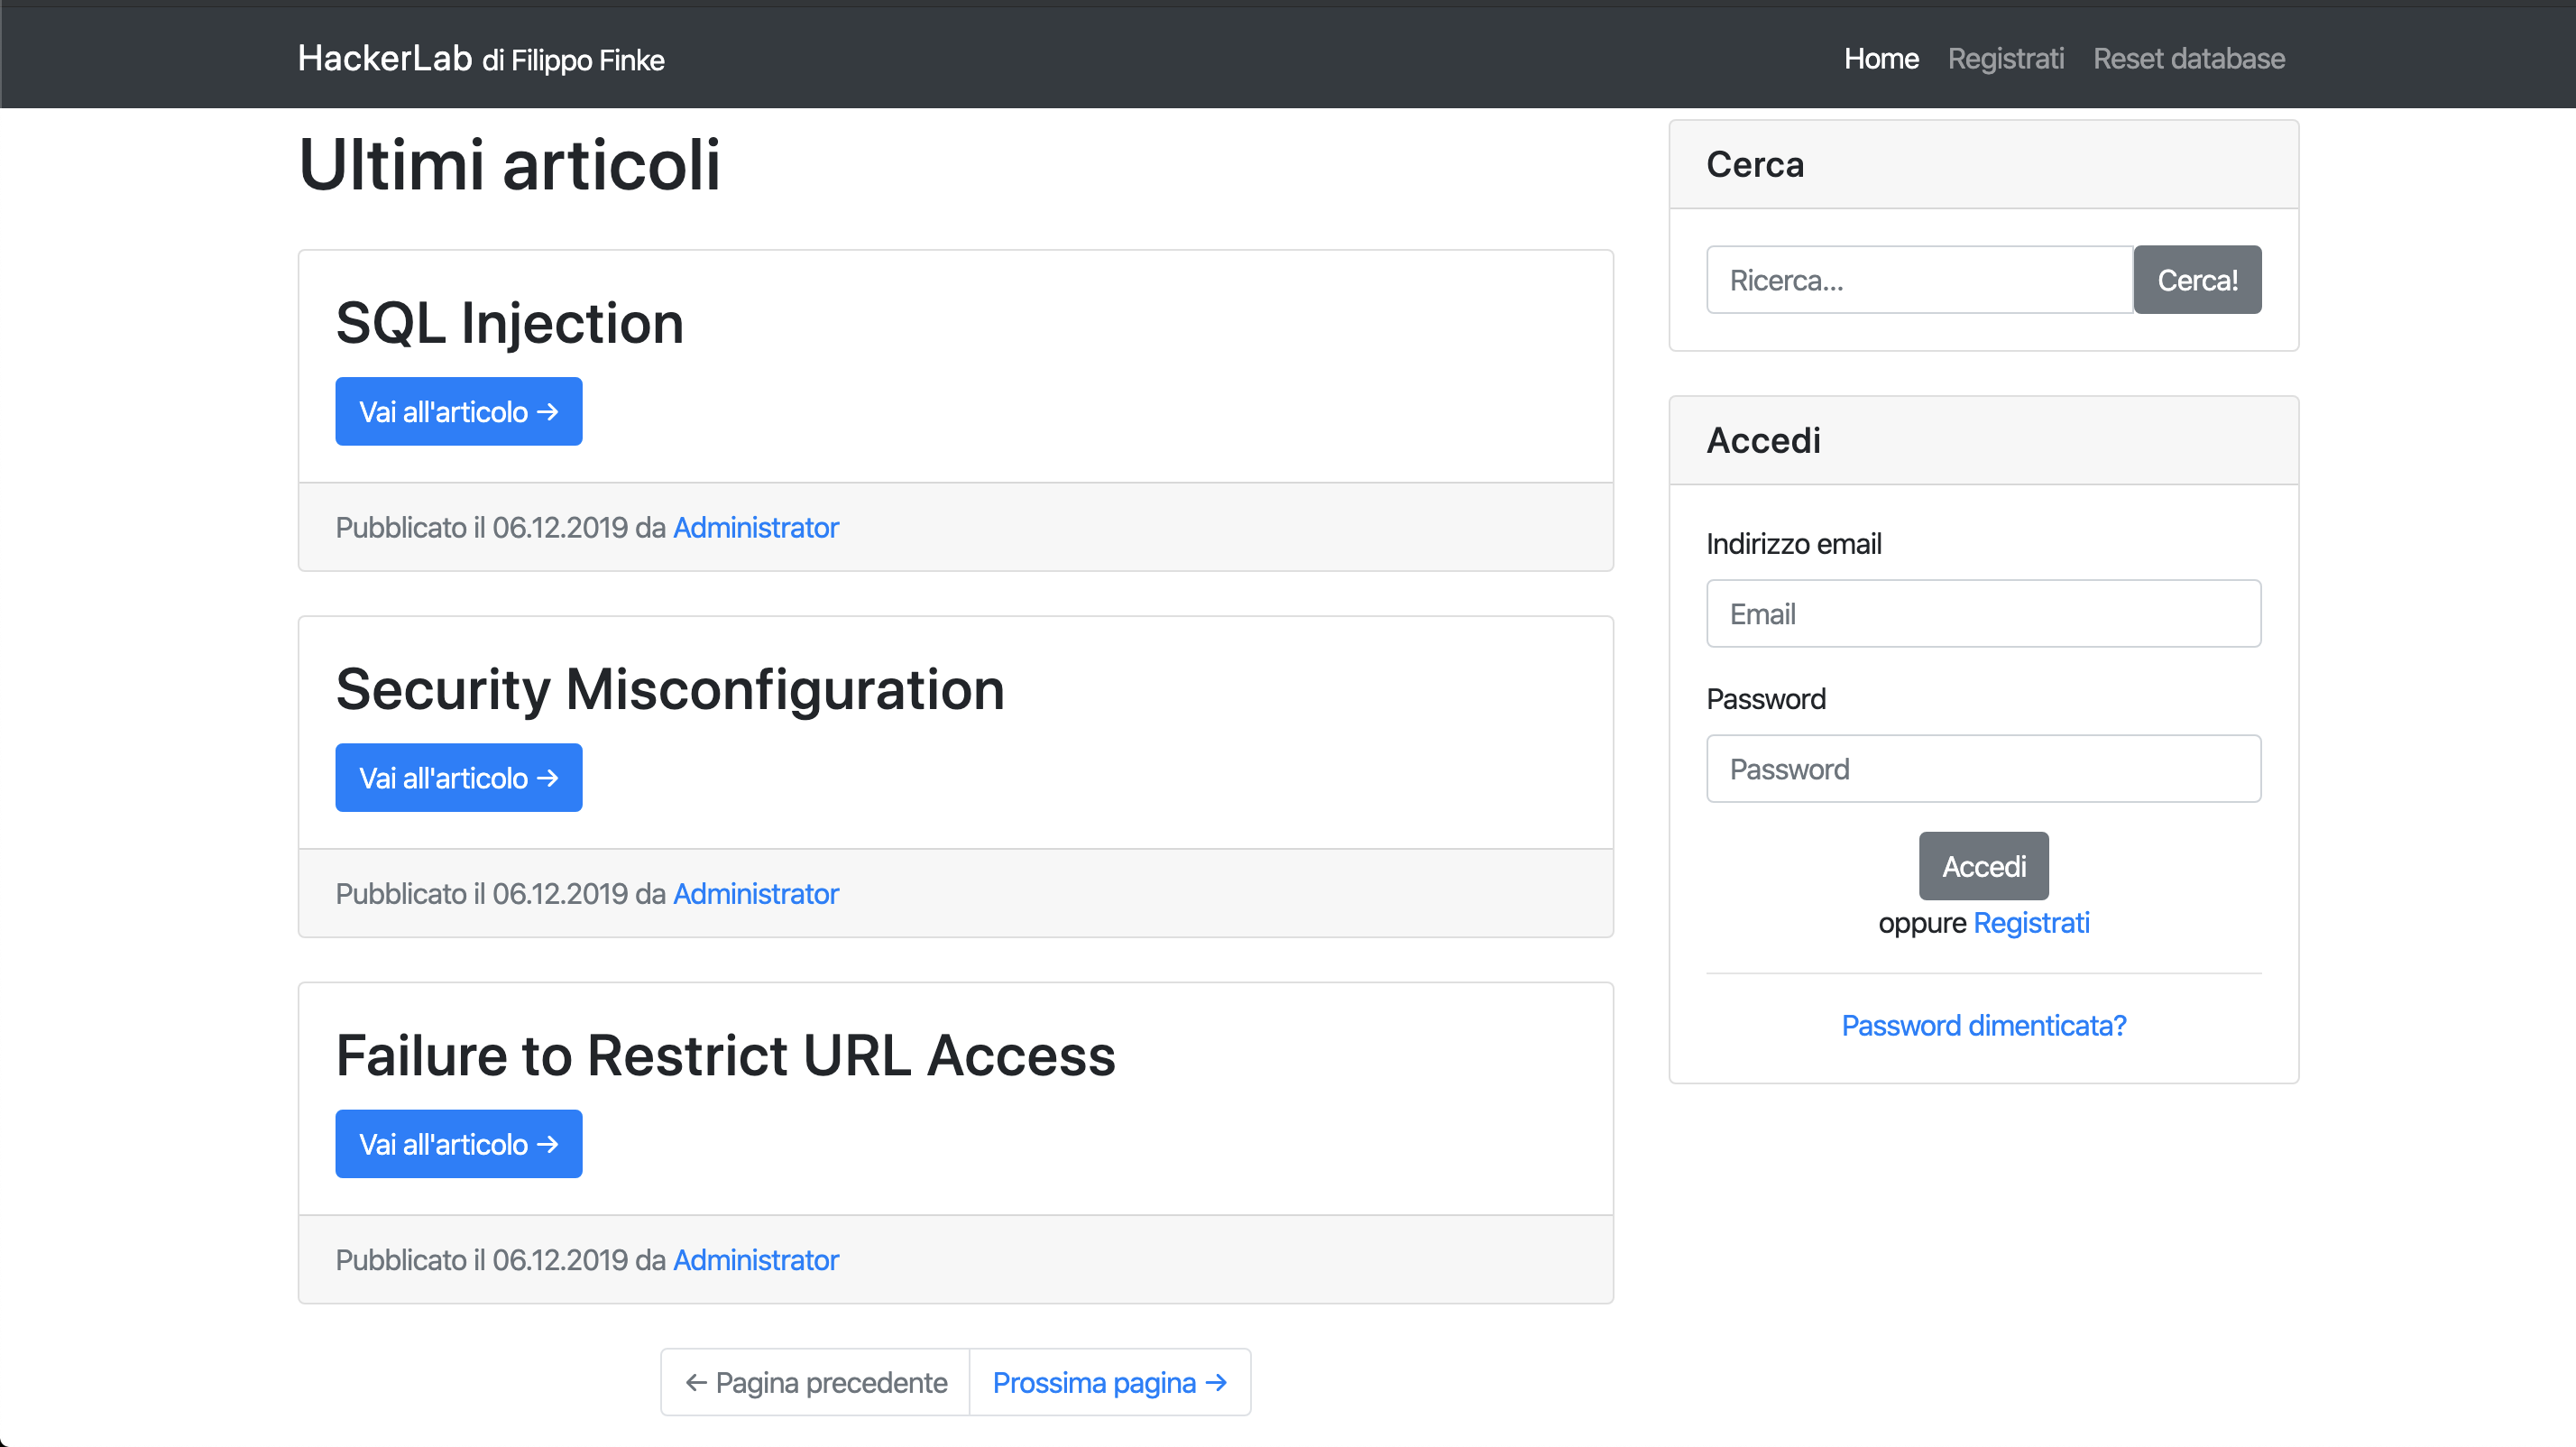 HackerLab di Filippo Finke
Home Registrati Reset database
Ultimi articoli
SQL Injection
Vai all'articolo →
Pubblicato il 06.12.2019 da Administrator
Security Misconfiguration
Vai all'articolo →
Pubblicato il 06.12.2019 da Administrator
Failure to Restrict URL Access
Vai all'articolo →
Pubblicato il 06.12.2019 da Administrator
← Pagina precedente Prossima pagina →
Cerca
Ricerca... Cerca!
Accedi
Indirizzo email
Email
Password
Password
Accedi
oppure Registrati
Password dimenticata?